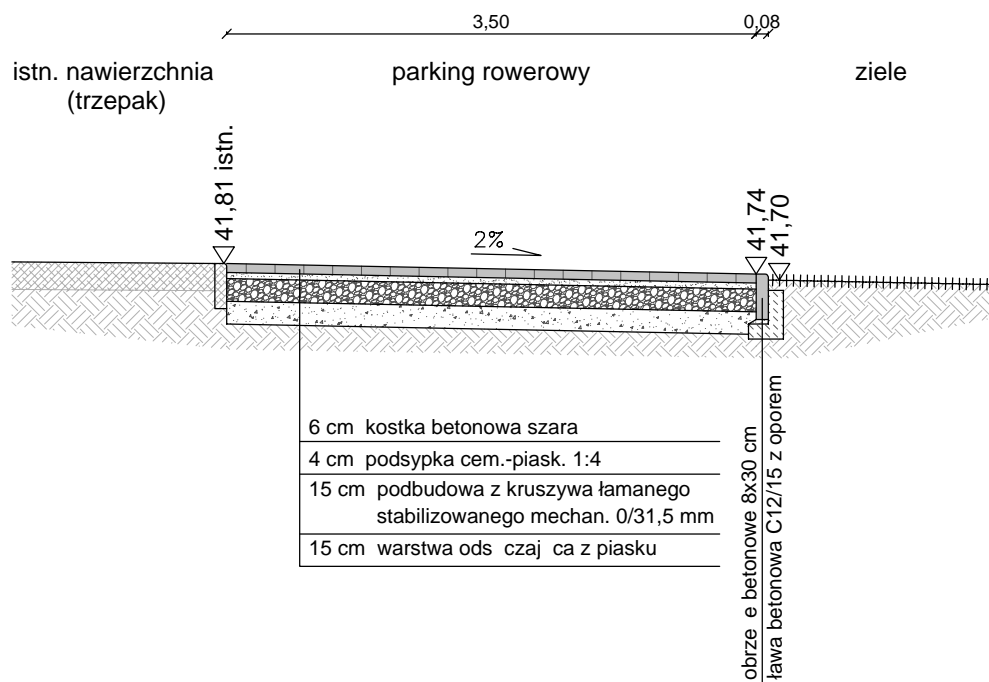 3,50
0,08
istn. nawierzchnia
(trzepak)
parking rowerowy
ziele
41,81 istn.
2%
41,74
41,70
6 cm kostka betonowa szara
4 cm podsypka cem.-piask. 1:4
15 cm podbudowa z kruszywa łamanego
stabilizowanego mechan. 0/31,5 mm
15 cm warstwa ods czaj ca z piasku
obrze e betonowe 8x30 cm
ława betonowa C12/15 z oporem